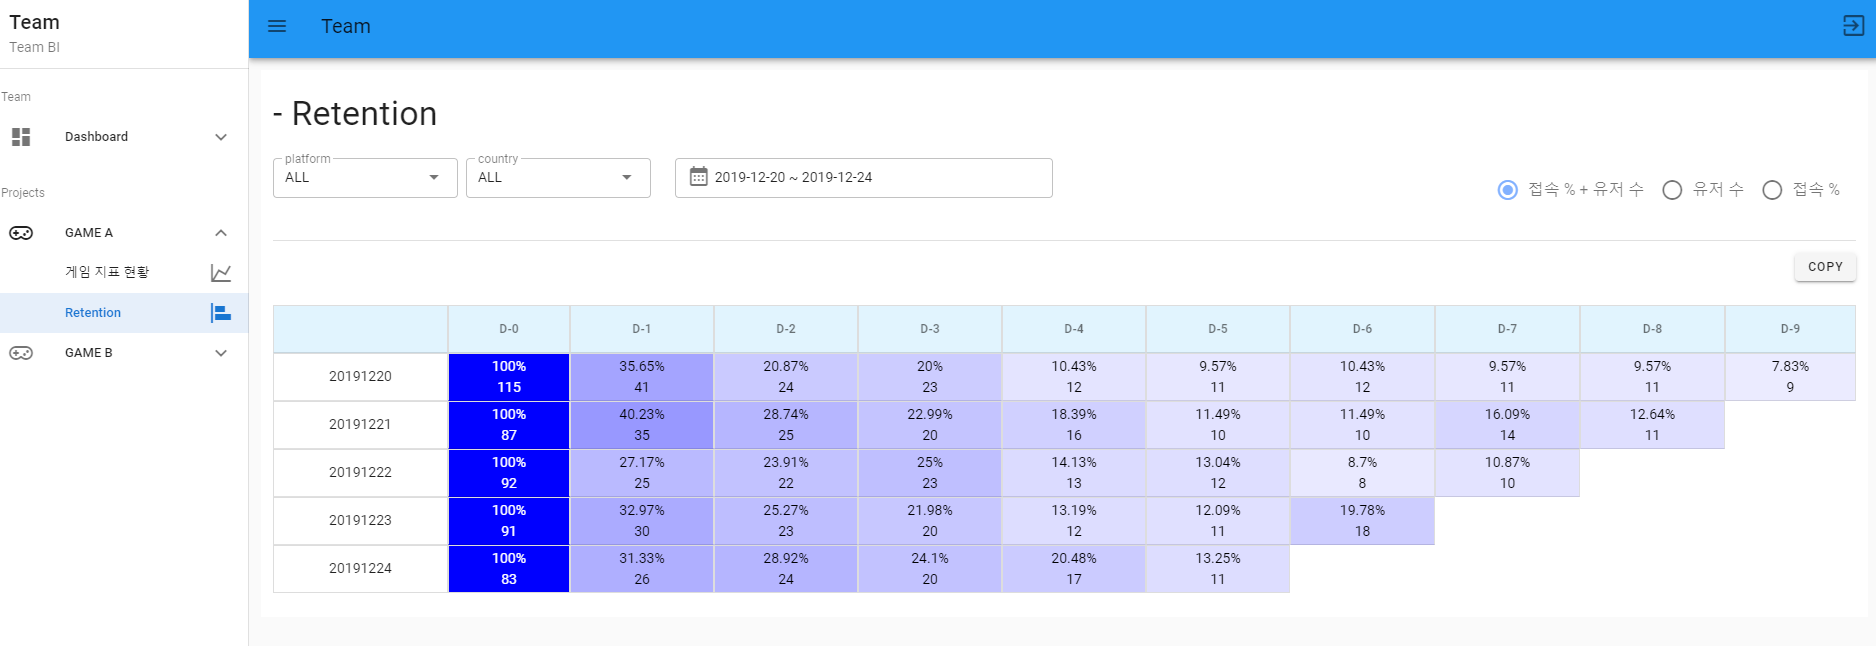 Team
Team BI
Team
Dashboard
Projects
GAME A
게임 지표 현황
Retention
GAME B
Team
- Retention
platform
ALL
country
ALL
2019-12-20 ~ 2019-12-24
접속 % + 유저 수 유저 수 접속 %
COPY
D-0 D-1 D-2 D-3 D-4 D-5 D-6 D-7 D-8 D-9
20191220
100% 35.65% 20.87% 20% 10.43% 9.57% 10.43% 9.57% 9.57% 7.83%
115 41 24 23 12 11 12 11 11 9
20191221
100% 40.23% 28.74% 22.99% 18.39% 11.49% 11.49% 16.09% 12.64%
87 35 25 20 16 10 10 14 11
20191222
100% 27.17% 23.91% 25% 14.13% 13.04% 8.7% 10.87%
92 25 22 23 13 12 8 10
20191223
100% 32.97% 25.27% 21.98% 13.19% 12.09% 19.78%
91 30 23 20 12 11 18
20191224
100% 31.33% 28.92% 24.1% 20.48% 13.25%
83 26 24 20 17 11